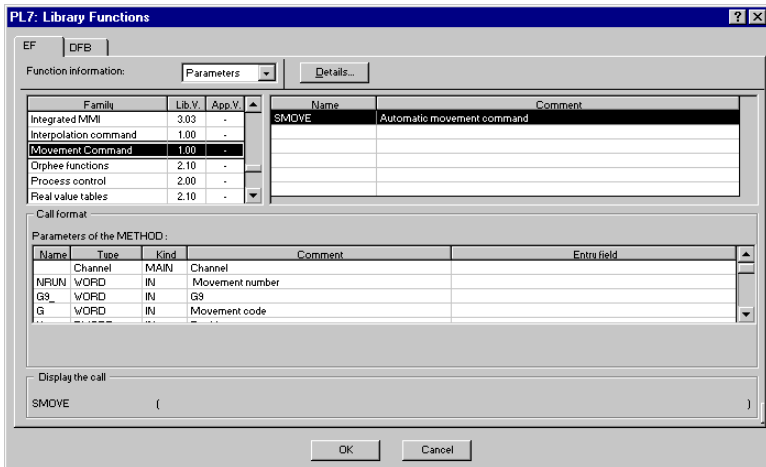 PL7: Library Functions
EF DFB
Function information: Parameters Details...
Family Lib.V. App.V. Name Comment
Integrated MMI 3.03 - SMOVE Automatic movement command
Interpolation command 1.00 -
Movement Command 1.00 -
Orphee functions 2.10 -
Process control 2.00 -
Real value tables 2.10 -
Call format
Parameters of the METHOD :
Name Type Kind Comment Entry field
Channel MAIN Channel
NRUN WORD IN Movement number
G9_ WORD IN G9
G WORD IN Movement code
Display the call
SMOVE ( )
OK Cancel